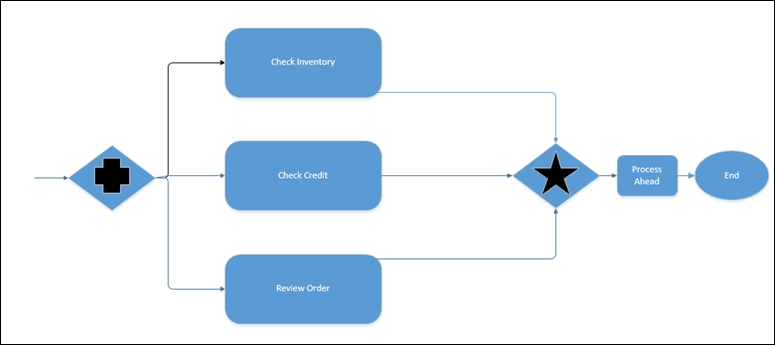 Check Inventory
Check Credit
Review Order
Process
Ahead
End